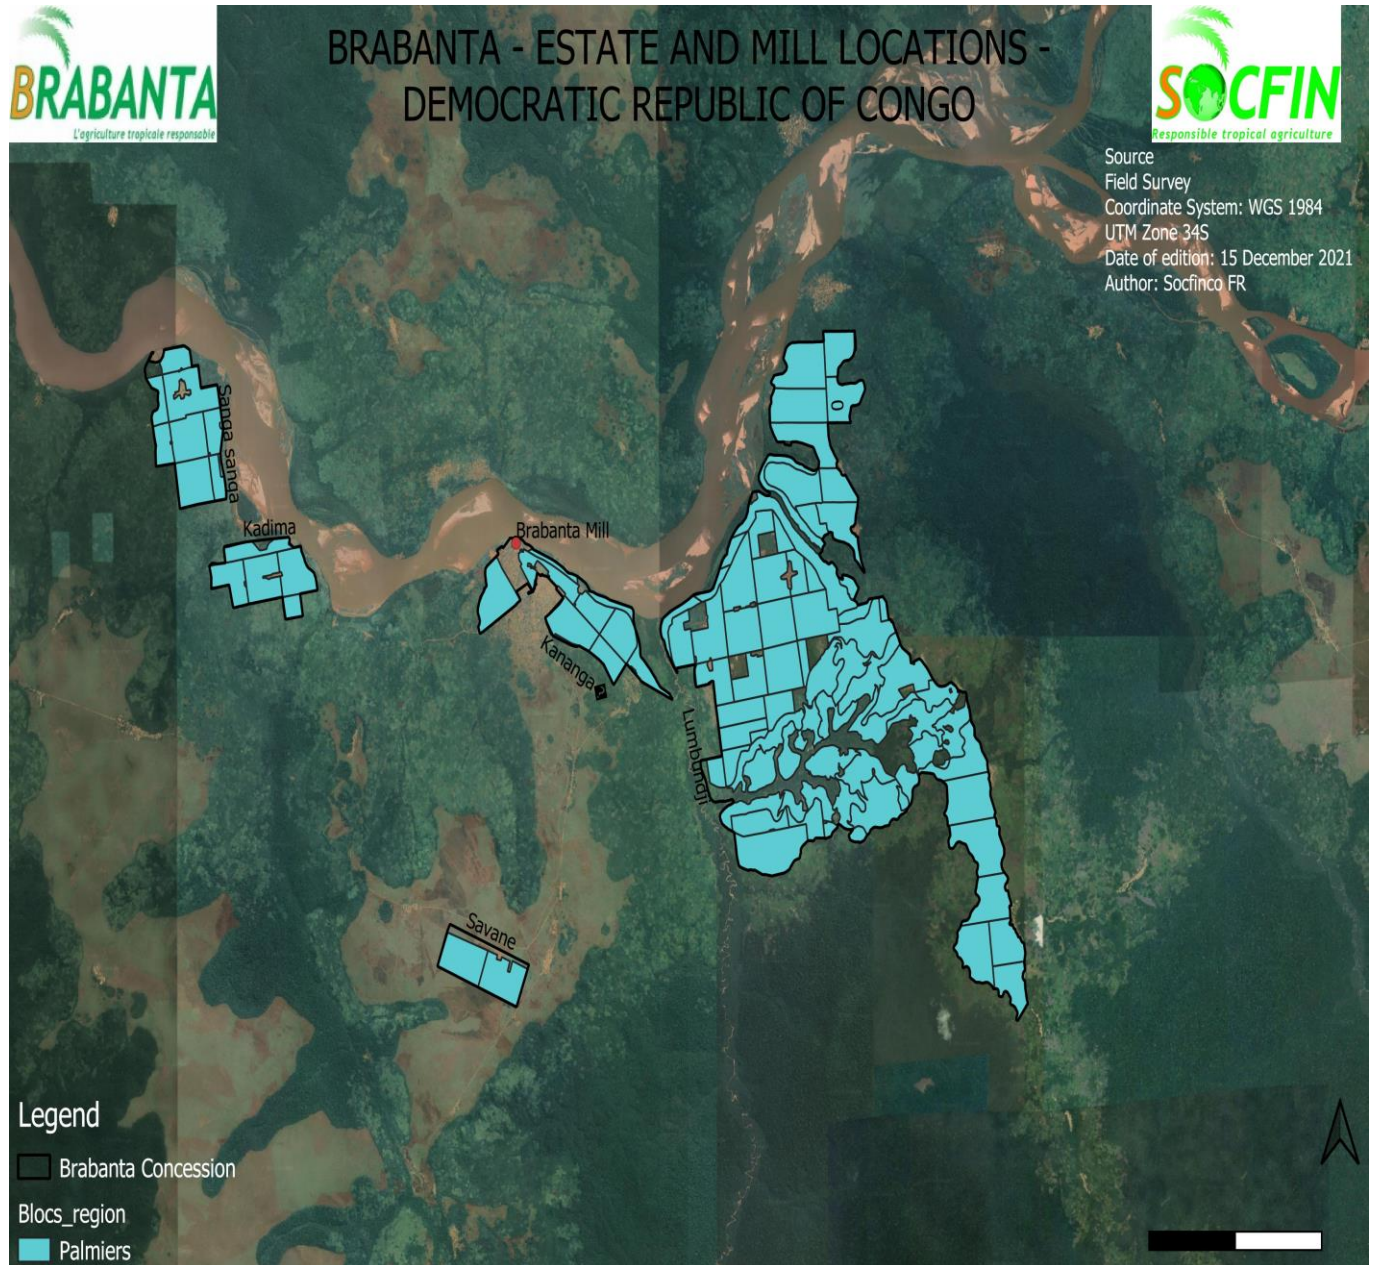 BRABANTA
L'agriculture tropicale responsable
BRABANTA - ESTATE AND MILL LOCATIONS -
DEMOCRATIC REPUBLIC OF CONGO
SOCFIN
Responsible tropical agriculture
Source
Field Survey
Coordinate System: WGS 1984
UTM Zone 34S
Date of edition: 15 December 2021
Author: Socfinco FR
Sanga sanga
Kadima
Brabanta Mill
Kananga
Lumbundji
Savane
Legend
Brabanta Concession
Blocs_region
Palmiers